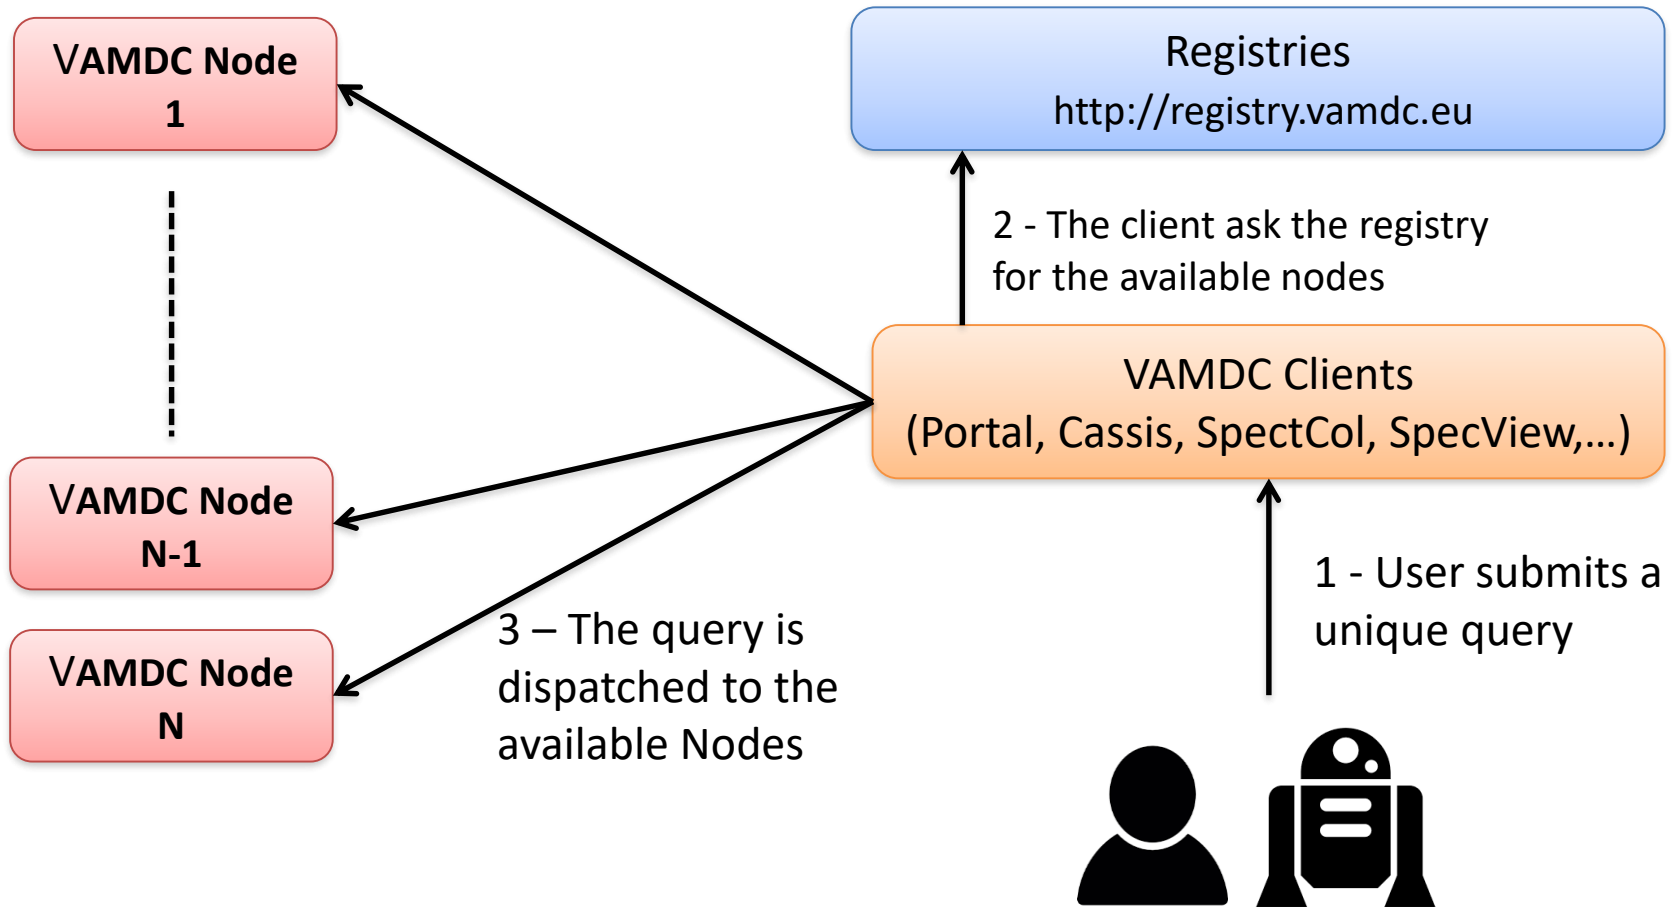 VAMDC Node
1
Registries
http://registry.vamdc.eu
2 - The client ask the registry
for the available nodes
VAMDC Clients
(Portal, Cassis, SpectCol, SpecView,...)
VAMDC Node
N-1
1 - User submits a
unique query
VAMDC Node
N
3 – The query is
dispatched to the
available Nodes